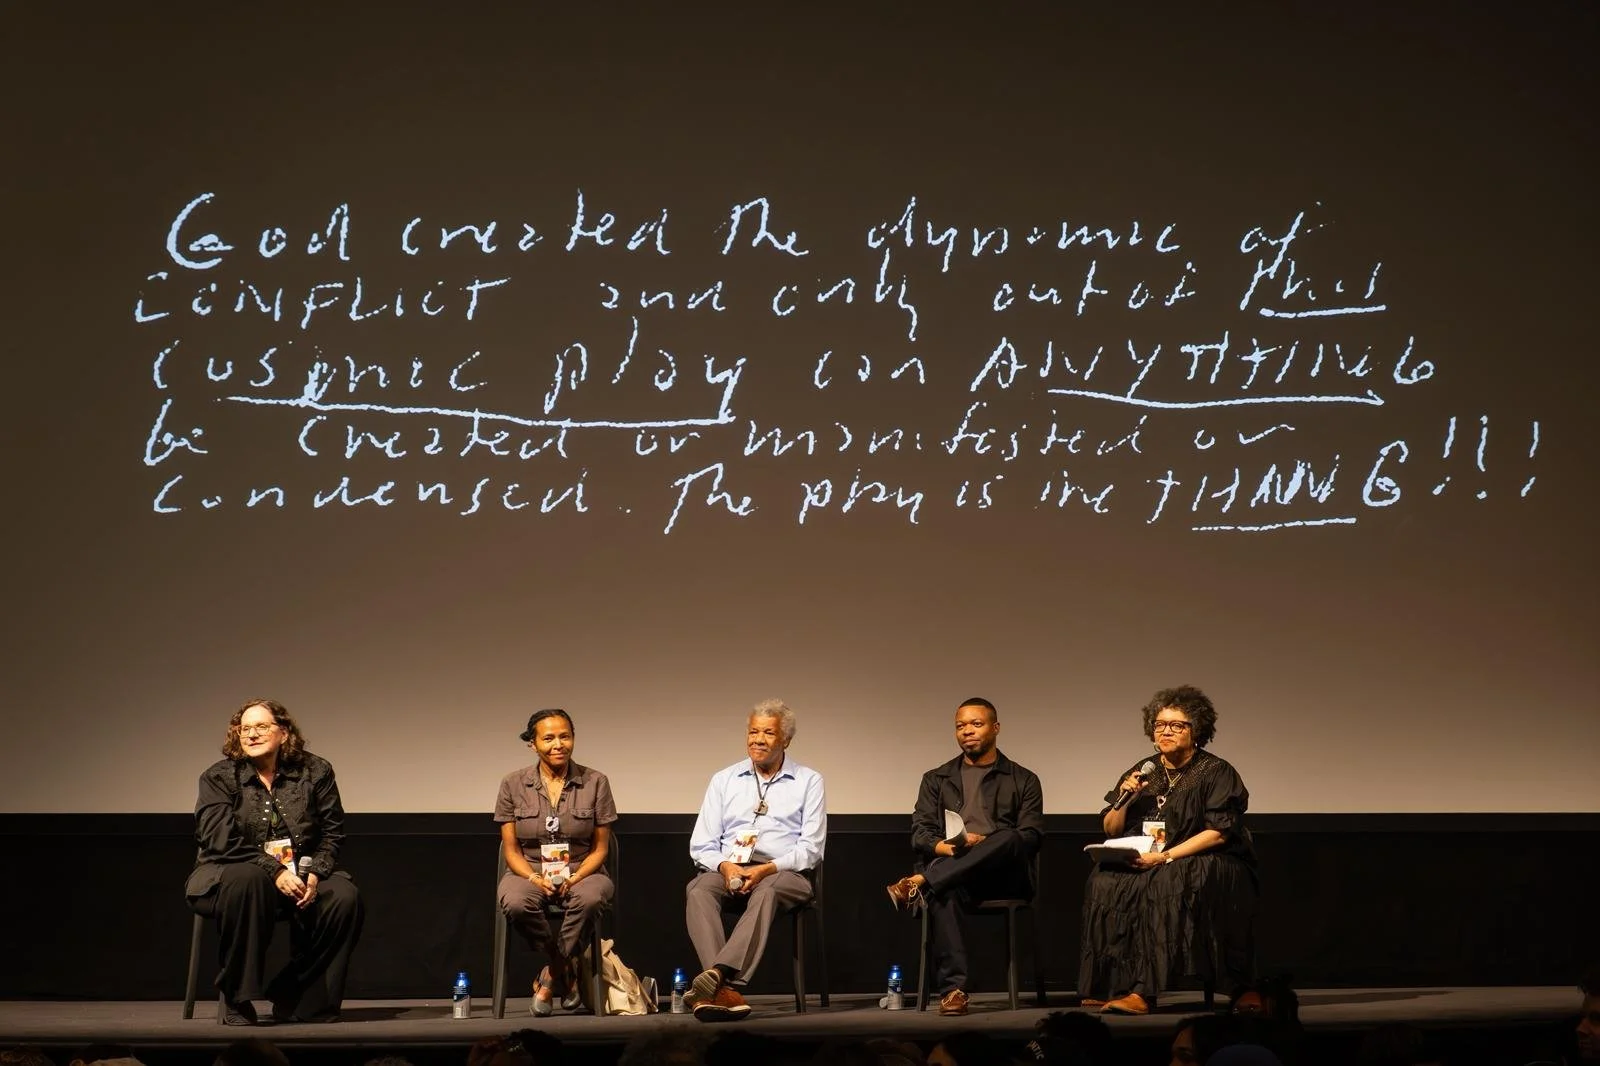 God created The dynamic of
CONFLICT and only out of this
Cosmic play can ANYTHING
be created or manifested or
Condensed. The play is the tHANG!!!